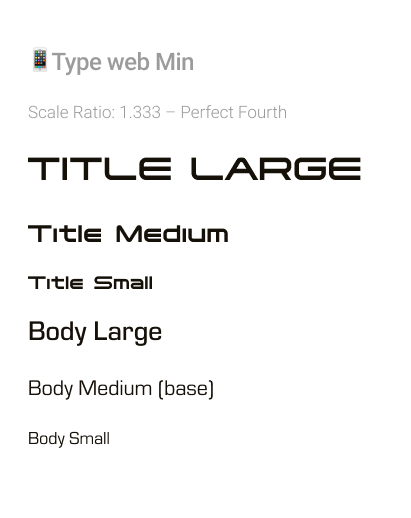 📱Type web Min
Scale Ratio: 1.333 – Perfect Fourth
TITLE LARGE
Title Medium
Title Small
Body Large
Body Medium (base)
Body Small